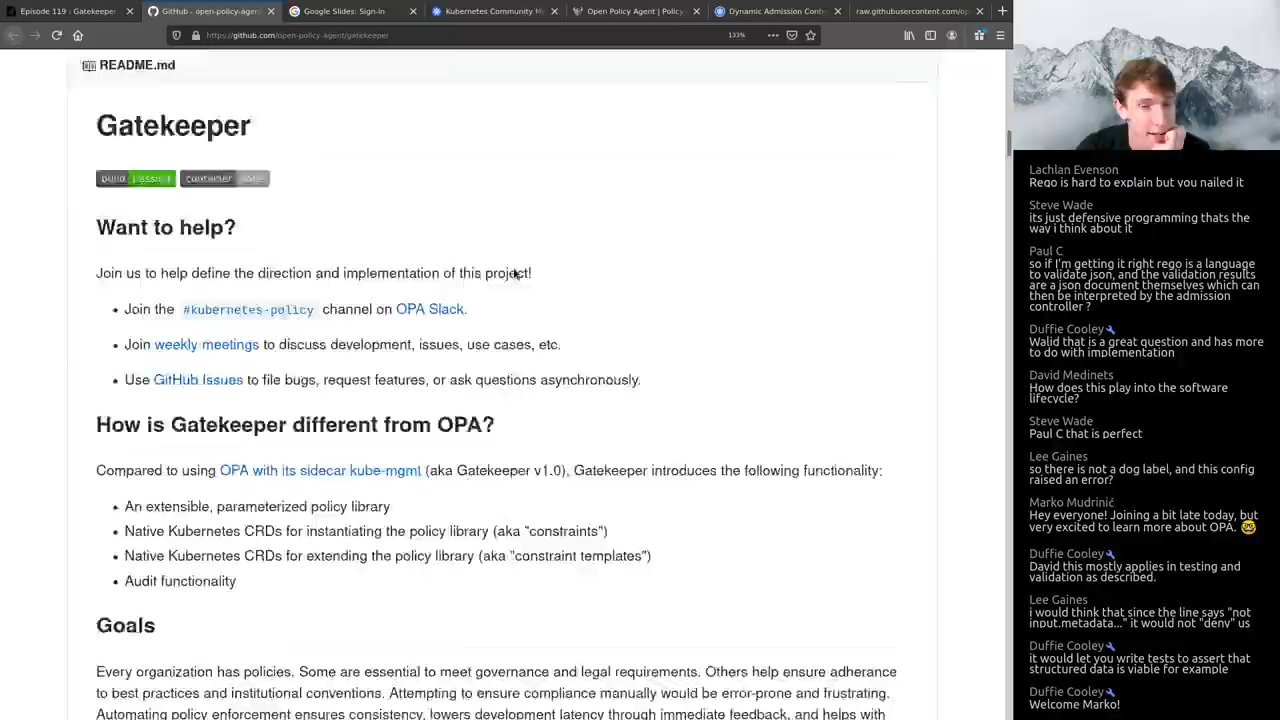 Episode 119 : Gatekeeper
GitHub - open-policy-agent
Google Slides: Sign-in
Kubernetes Community M
Open Policy Agent | Policy
Dynamic Admission Cont
raw.githubusercontent.com/op
https://github.com/open-policy-agent/gatekeeper
133%
README.md
Gatekeeper
build
container
Want to help?
Join us to help define the direction and implementation of this project!
• Join the #kubernetes-policy channel on OPA Slack.
• Join weekly meetings to discuss development, issues, use cases, etc.
• Use GitHub Issues to file bugs, request features, or ask questions asynchronously.
How is Gatekeeper different from OPA?
Compared to using OPA with its sidecar kube-mgmt (aka Gatekeeper v1.0), Gatekeeper introduces the following functionality:
• An extensible, parameterized policy library
• Native Kubernetes CRDs for instantiating the policy library (aka "constraints")
• Native Kubernetes CRDs for extending the policy library (aka "constraint templates")
• Audit functionality
Goals
Every organization has policies. Some are essential to meet governance and legal requirements. Others help ensure adherance
to best practices and institutional conventions. Attempting to ensure compliance manually would be error-prone and frustrating.
Automating policy enforcement ensures consistency, lowers development latency through immediate feedback, and helps with
Lachlan Evenson
Rego is hard to explain but you nailed it
Steve Wade
its just defensive programming thats the
way i think about it
Paul C
so if I'm getting it right rego is a language
to validate json, and the validation results
are a json document themselves which can
then be interpreted by the admission
controller ?
Duffie Cooley
Walid that is a great question and has more
to do with implementation
David Medinets
How does this play into the software
lifecycle?
Steve Wade
Paul C that is perfect
Lee Gaines
so there is not a dog label, and this config
raised an error?
Marko Mudrinić
Hey everyone! Joining a bit late today, but
very excited to learn more about OPA. 🤓
Duffie Cooley
David this mostly applies in testing and
validation as described.
Lee Gaines
i would think that since the line says "not
input.metadata..." it would not "deny" us
Duffie Cooley
it would let you write tests to assert that
structured data is viable for example
Duffie Cooley
Welcome Marko!